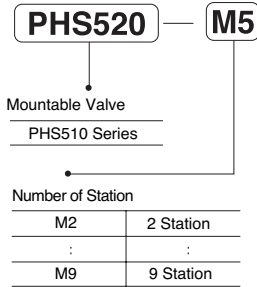 PHS520 — M5
Mountable Valve
PHS510 Series
Number of Station
M2 2 Station
: :
M9 9 Station